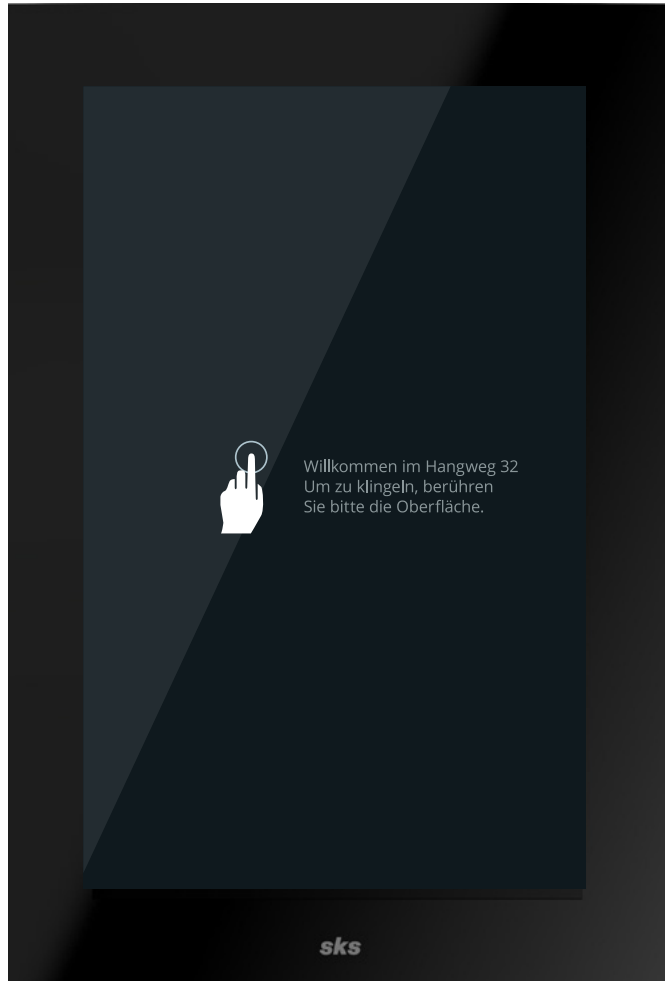 Willkommen im Hangweg 32
Um zu klingeln, berühren
Sie bitte die Oberfläche.
sks